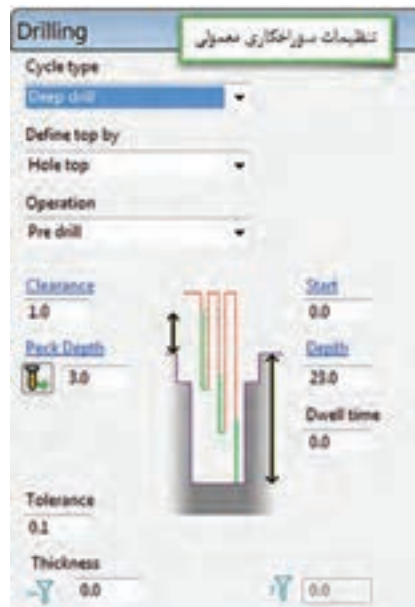 Drilling
تنظیمات سوراخکاری معمولی
Cycle type
Deep drill
Define top by
Hole top
Operation
Pre drill
Clearance
1.0
Start
0.0
Peck Depth
3.0
Depth
23.0
Dwell time
0.0
Tolerance
0.1
Thickness
0.0
0.0